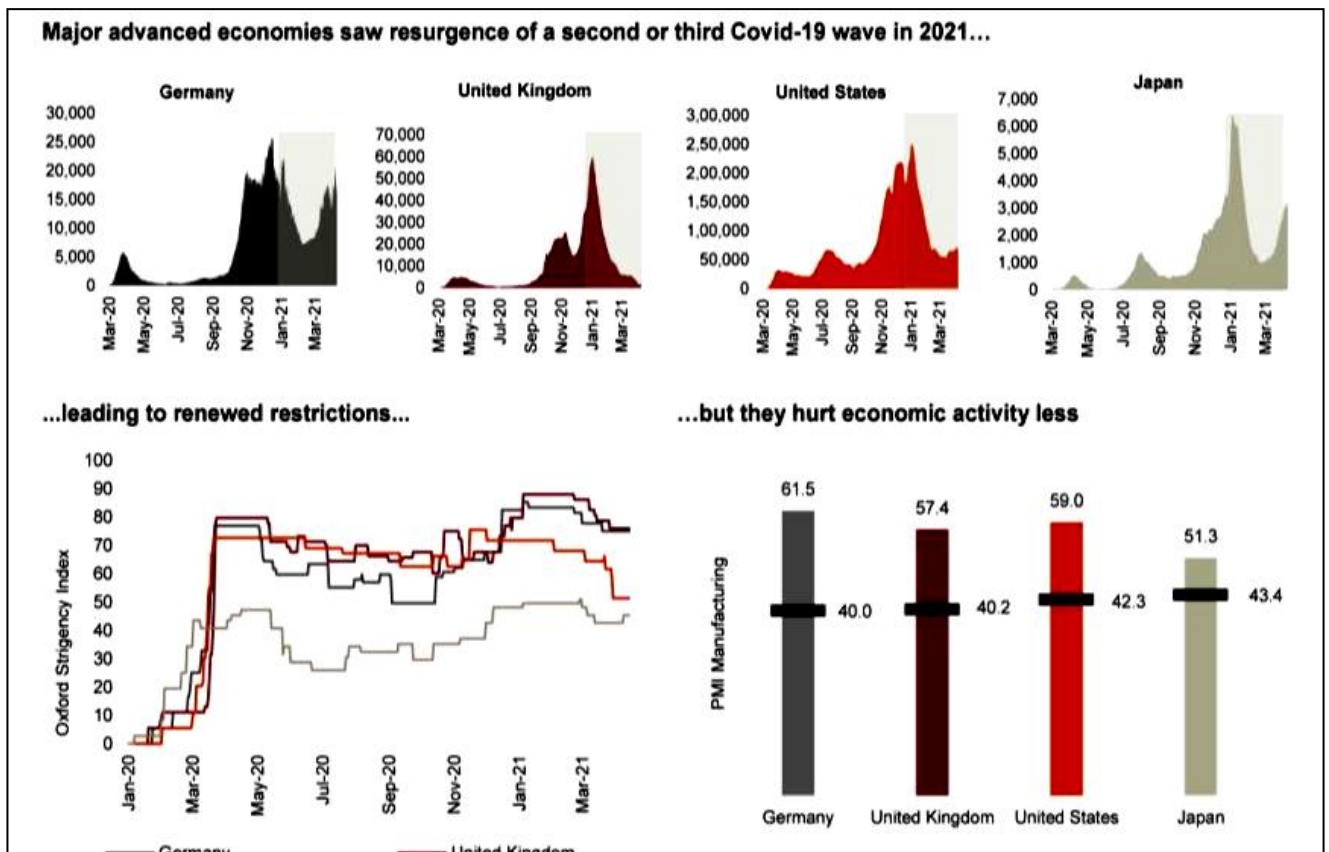 Major advanced economies saw resurgence of a second or third Covid-19 wave in 2021...
Germany
30,000
25,000
20,000
15,000
10,000
5,000
0
Mar-20
May-20
Jul-20
Sep-20
Nov-20
Jan-21
Mar-21
United Kingdom
70,000
60,000
50,000
40,000
30,000
20,000
10,000
0
Mar-20
May-20
Jul-20
Sep-20
Nov-20
Jan-21
Mar-21
United States
3,00,000
2,50,000
2,00,000
1,50,000
1,00,000
50,000
0
Mar-20
May-20
Jul-20
Sep-20
Nov-20
Jan-21
Mar-21
Japan
7,000
6,000
5,000
4,000
3,000
2,000
1,000
0
Mar-20
May-20
Jul-20
Sep-20
Nov-20
Jan-21
Mar-21
...leading to renewed restrictions...
Oxford Strigency Index
100
90
80
70
60
50
40
30
20
10
0
Jan-20
Mar-20
May-20
Jul-20
Sep-20
Nov-20
Jan-21
Mar-21
Germany
United Kingdom
...but they hurt economic activity less
PMI Manufacturing
61.5
57.4
59.0
51.3
40.0
40.2
42.3
43.4
Germany
United Kingdom
United States
Japan